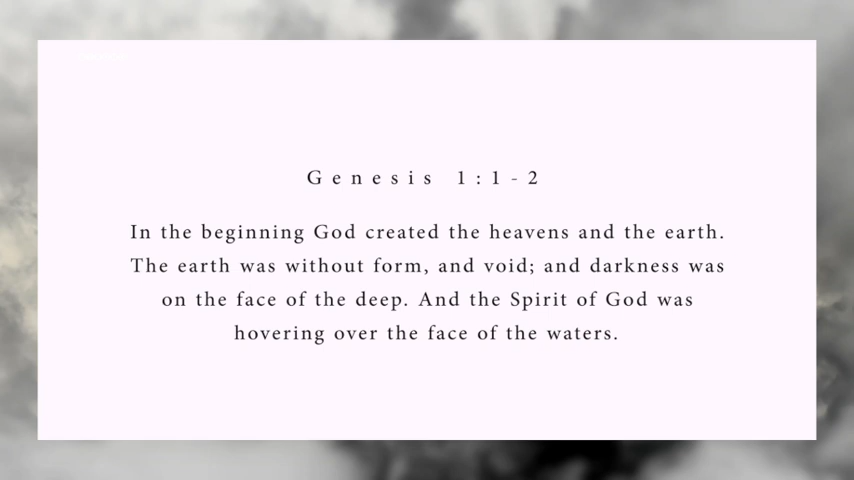 Genesis 1:1-2
In the beginning God created the heavens and the earth.
The earth was without form, and void; and darkness was
on the face of the deep. And the Spirit of God was
hovering over the face of the waters.